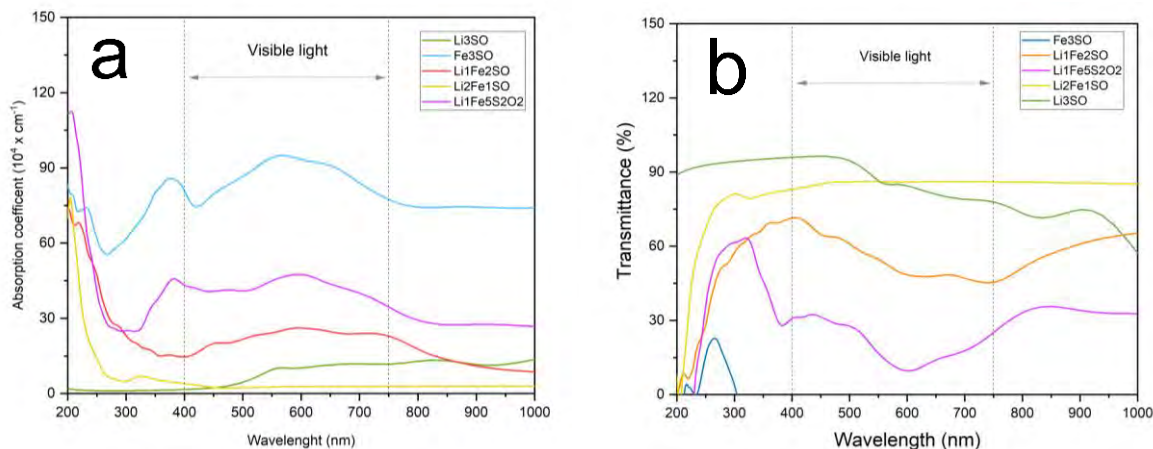 a
Visible light
Li3SO
Fe3SO
Li1Fe2SO
Li2Fe1SO
Li1Fe5S2O2
Absorption coefficent (10⁴ x cm⁻¹)
150
120
90
60
30
0
200 300 400 500 600 700 800 900 1000
Wavelenght (nm)
b
Visible light
Fe3SO
Li1Fe2SO
Li1Fe5S2O2
Li2Fe1SO
Li3SO
Transmittance (%)
150
120
90
60
30
0
200 300 400 500 600 700 800 900 1000
Wavelength (nm)